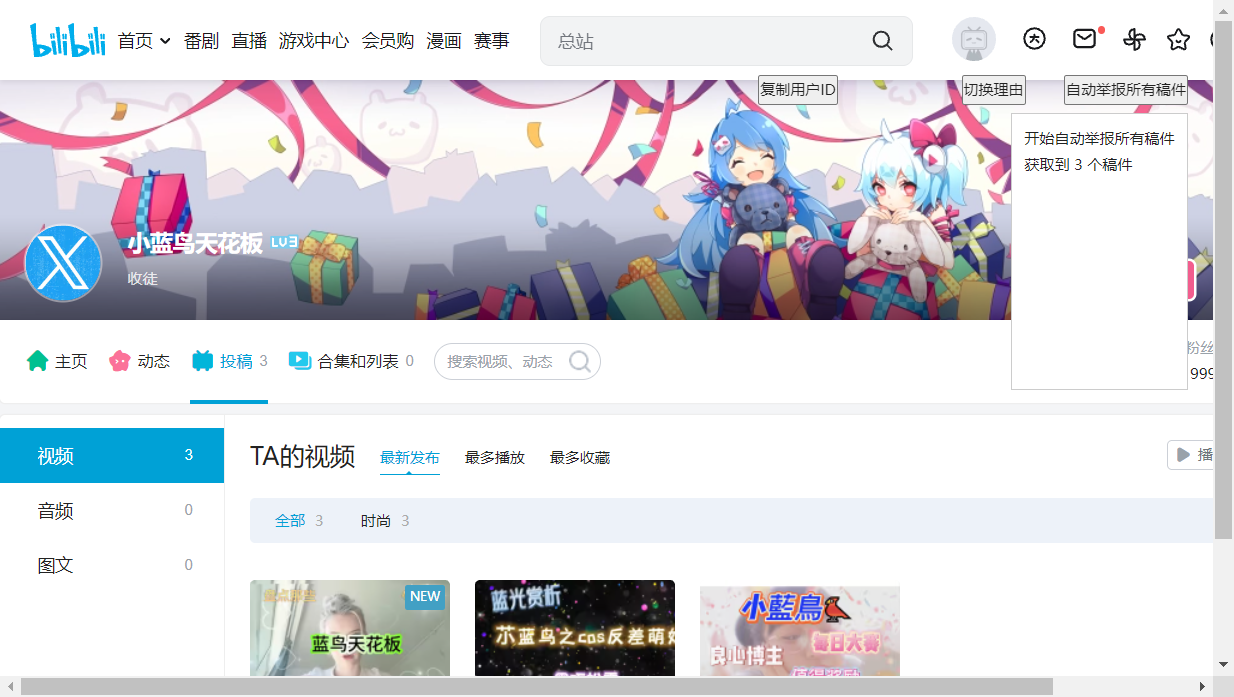 bilibili 首页 番剧 直播 游戏中心 会员购 漫画 赛事 总站
复制用户ID 切换理由 自动举报所有稿件
开始自动举报所有稿件
获取到 3 个稿件
小蓝鸟天花板 LV3
收徒
主页 动态 投稿 3 合集和列表 0 搜索视频、动态
粉丝
999
视频 3
音频 0
图文 0
TA的视频 最新发布 最多播放 最多收藏 播
全部 3 时尚 3
NEW
蓝鸟天花板
蓝光赏析
小蓝鸟之cos反差萌
小藍鳥
每日大赛
良心博主